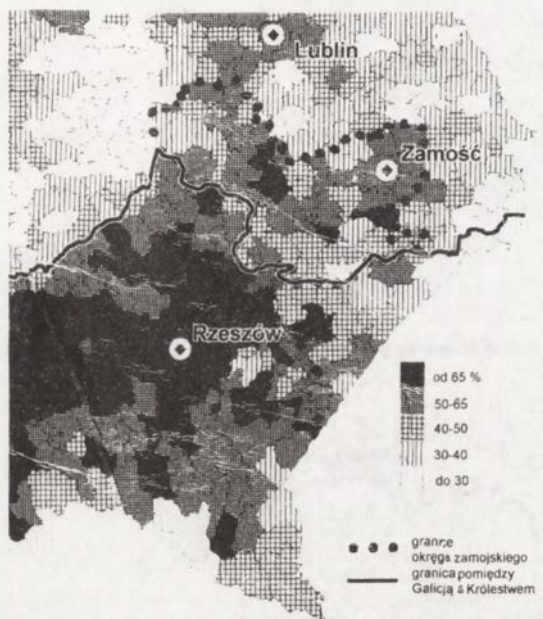 Lublin
Zamość
Rzeszów
od 65 %
50-65
40-50
30-40
do 30
granice
okręgu zamojskiego
granica pomiędzy
Galicją a Królestwem